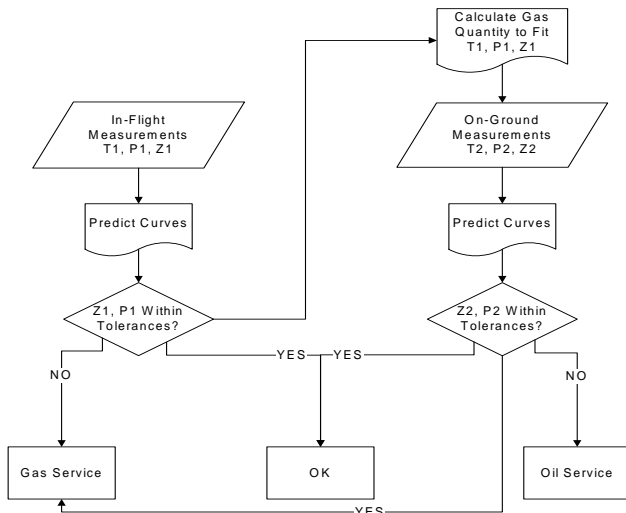 Calculate Gas
Quantity to Fit
T1, P1, Z1
In-Flight
Measurements
T1, P1, Z1
On-Ground
Measurements
T2, P2, Z2
Predict Curves
Predict Curves
Z1, P1 Within
Tolerances?
Z2, P2 Within
Tolerances?
YES
YES
NO
NO
Gas Service
OK
Oil Service
YES